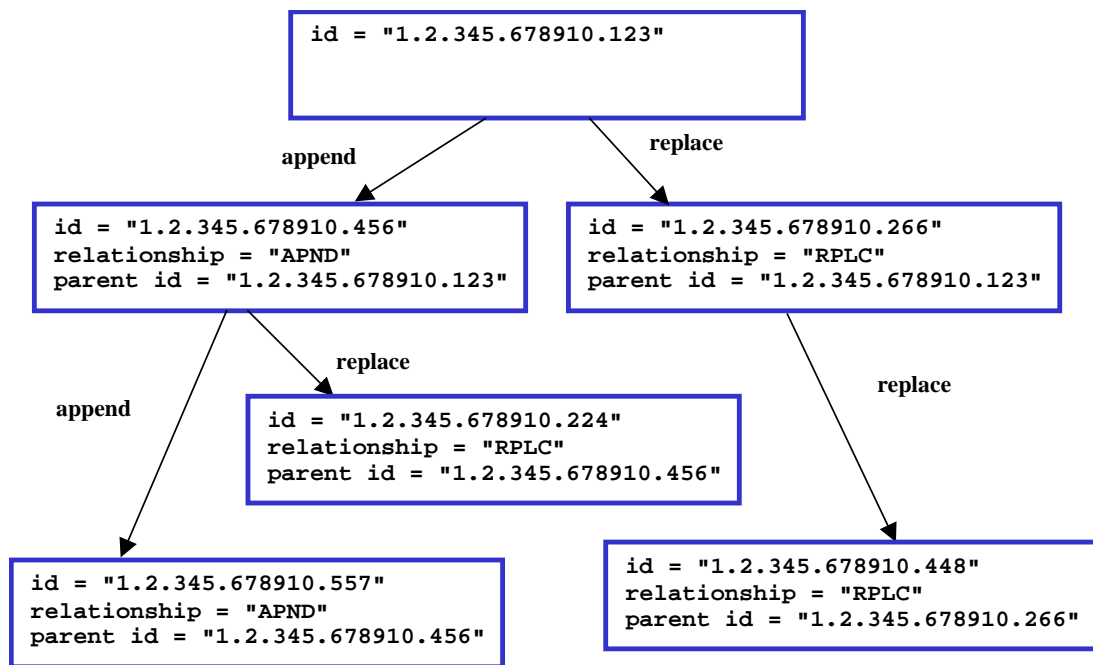 id = "1.2.345.678910.123"
append
replace
id = "1.2.345.678910.456"
relationship = "APND"
parent id = "1.2.345.678910.123"
id = "1.2.345.678910.266"
relationship = "RPLC"
parent id = "1.2.345.678910.123"
append
replace
replace
id = "1.2.345.678910.224"
relationship = "RPLC"
parent id = "1.2.345.678910.456"
id = "1.2.345.678910.557"
relationship = "APND"
parent id = "1.2.345.678910.456"
id = "1.2.345.678910.448"
relationship = "RPLC"
parent id = "1.2.345.678910.266"